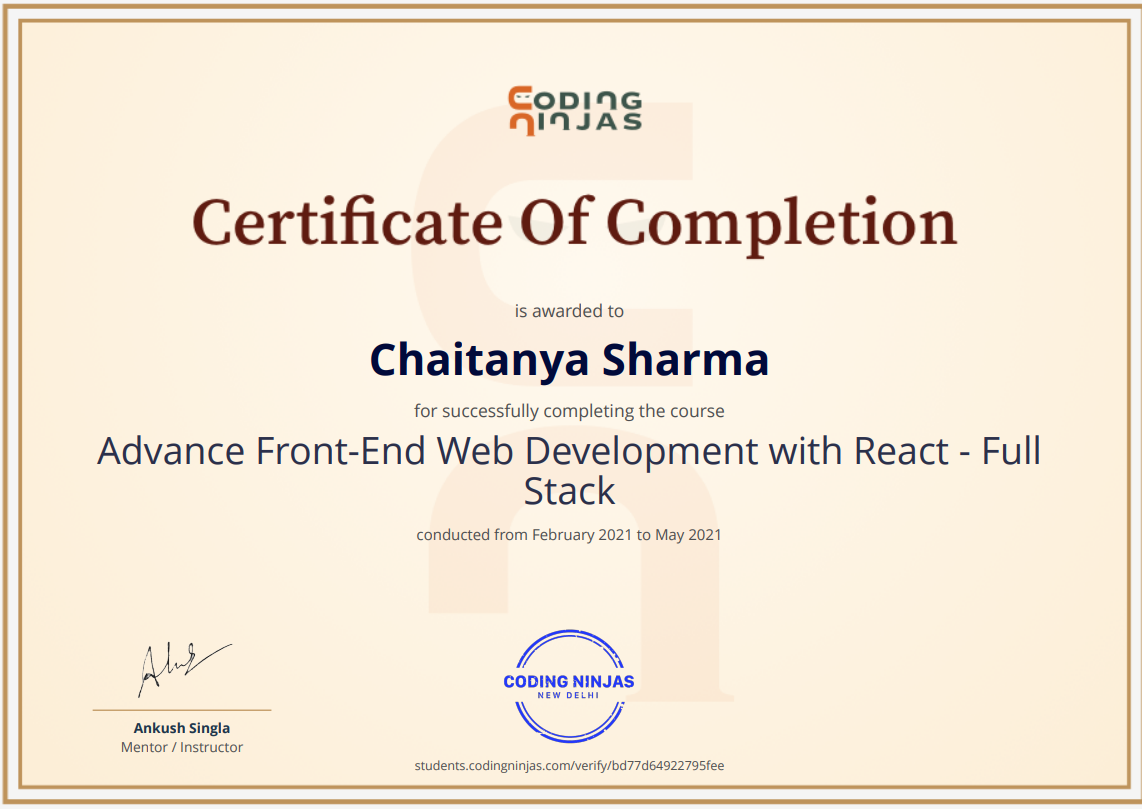 CODING
NINJAS
Certificate Of Completion
is awarded to
Chaitanya Sharma
for successfully completing the course
Advance Front-End Web Development with React - Full
Stack
conducted from February 2021 to May 2021
CODING NINJAS
NEW DELHI
Ankush Singla
Mentor / Instructor
students.codingninjas.com/verify/bd77d64922795fee